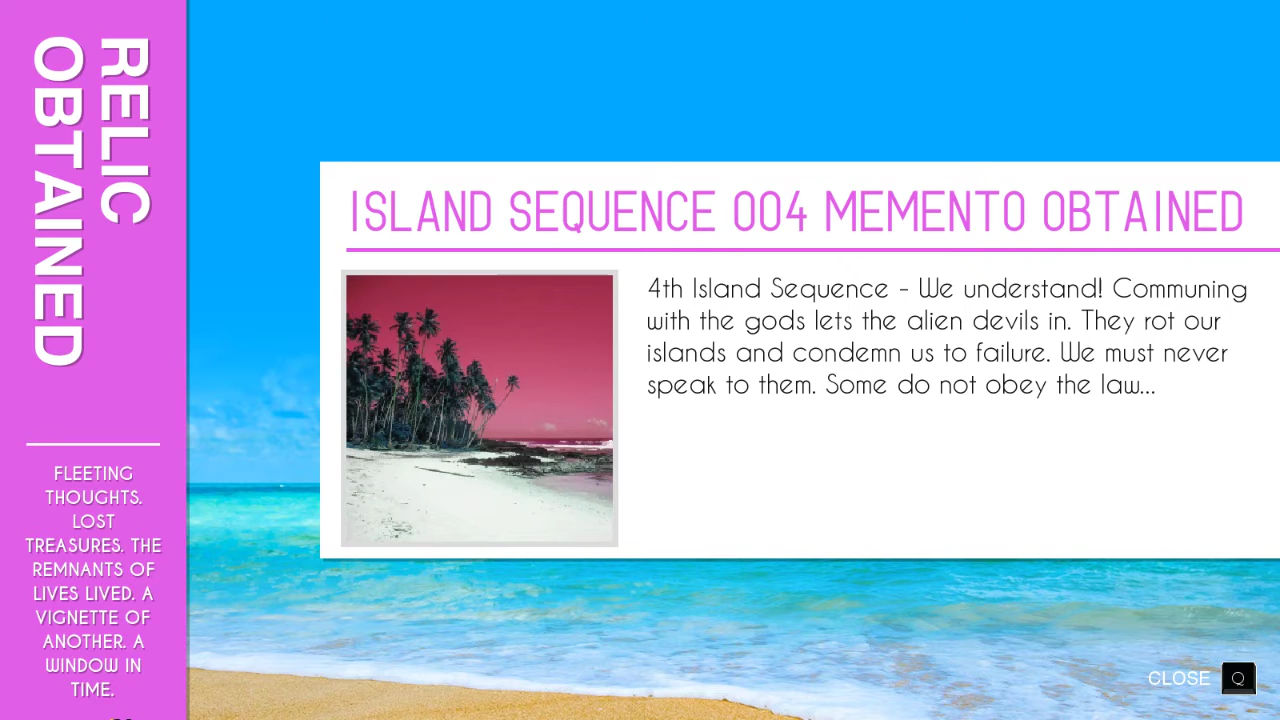 RELIC
OBTAINED
FLEETING
THOUGHTS.
LOST
TREASURES. THE
REMNANTS OF
LIVES LIVED. A
VIGNETTE OF
ANOTHER. A
WINDOW IN
TIME.
ISLAND SEQUENCE 004 MEMENTO OBTAINED
4th Island Sequence - We understand! Communing
with the gods lets the alien devils in. They rot our
islands and condemn us to failure. We must never
speak to them. Some do not obey the law...
CLOSE Q